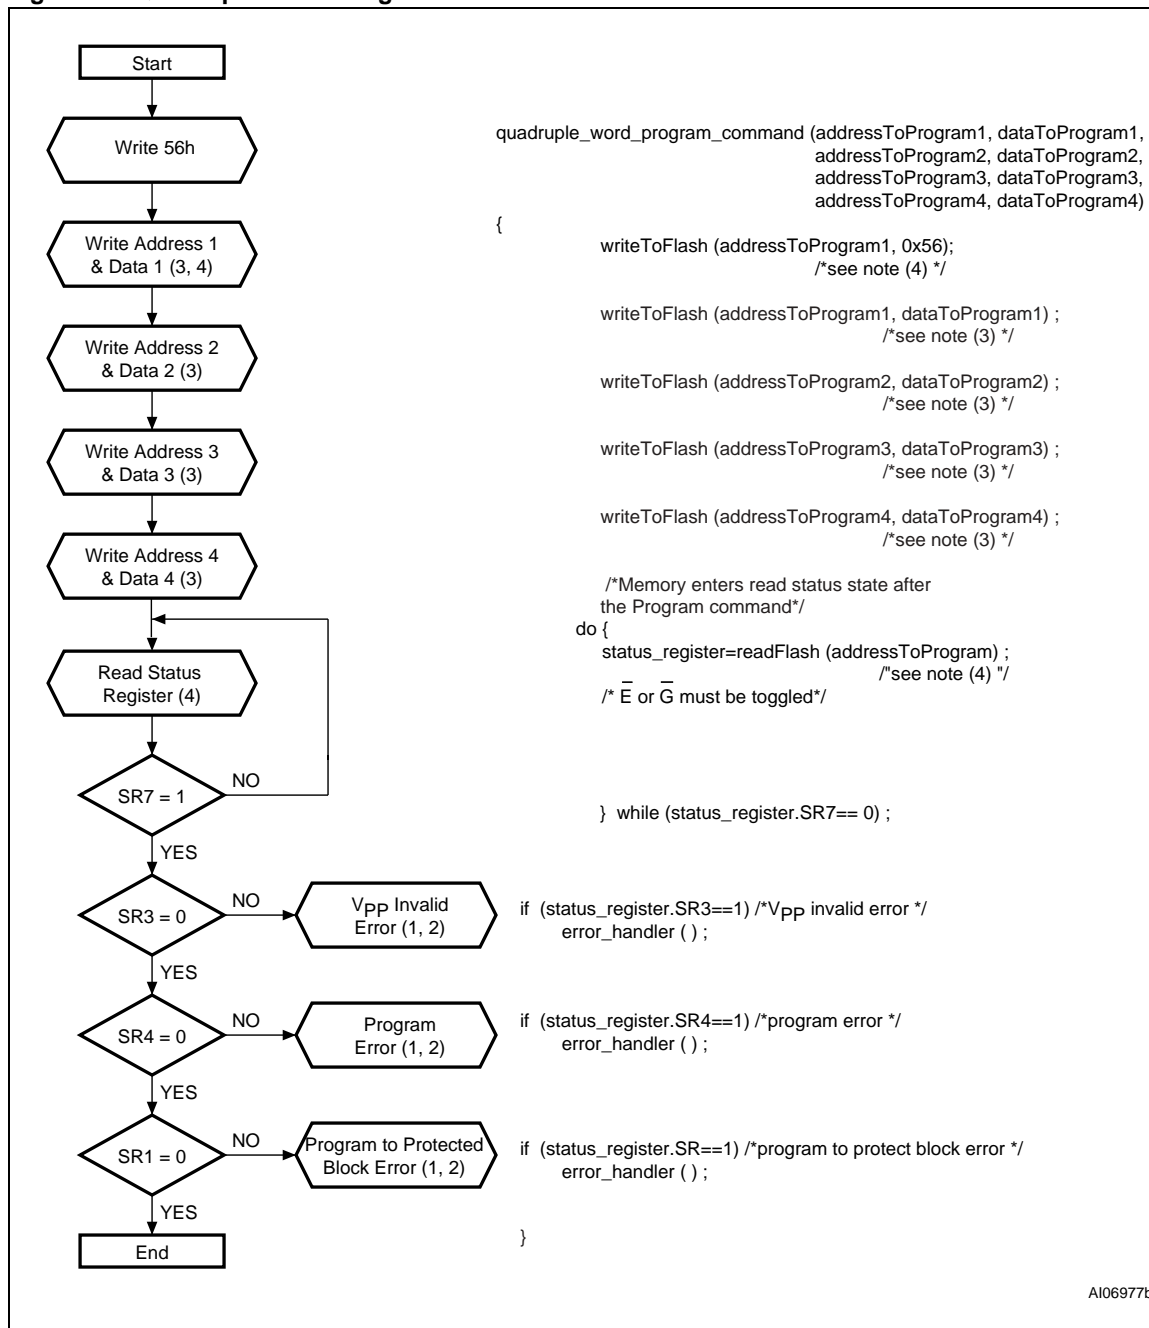 Start
Write 56h
Write Address 1
& Data 1 (3, 4)
Write Address 2
& Data 2 (3)
Write Address 3
& Data 3 (3)
Write Address 4
& Data 4 (3)
Read Status
Register (4)
SR7 = 1
NO
YES
SR3 = 0
NO
VPP Invalid
Error (1, 2)
YES
SR4 = 0
NO
Program
Error (1, 2)
YES
SR1 = 0
NO
Program to Protected
Block Error (1, 2)
YES
End
quadruple_word_program_command (addressToProgram1, dataToProgram1,
addressToProgram2, dataToProgram2,
addressToProgram3, dataToProgram3,
addressToProgram4, dataToProgram4)
{
writeToFlash (addressToProgram1, 0x56);
/*see note (4) */
writeToFlash (addressToProgram1, dataToProgram1) ;
/*see note (3) */
writeToFlash (addressToProgram2, dataToProgram2) ;
/*see note (3) */
writeToFlash (addressToProgram3, dataToProgram3) ;
/*see note (3) */
writeToFlash (addressToProgram4, dataToProgram4) ;
/*see note (3) */
/*Memory enters read status state after
the Program command*/
do {
status_register=readFlash (addressToProgram) ;
/"see note (4) "/
/* E̅ or G̅ must be toggled*/
} while (status_register.SR7== 0) ;
if (status_register.SR3==1) /*VPP invalid error */
error_handler ( ) ;
if (status_register.SR4==1) /*program error */
error_handler ( ) ;
if (status_register.SR==1) /*program to protect block error */
error_handler ( ) ;
}
AI06977b